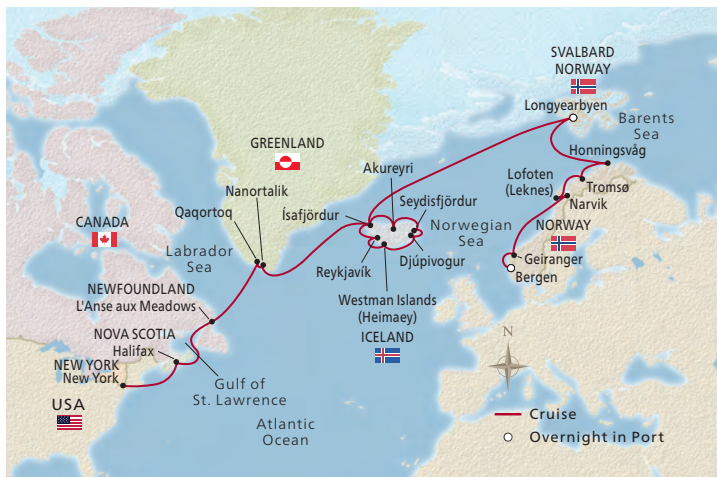 SVALBARD
NORWAY
Longyearbyen
Barents
Sea
Honningsvåg
GREENLAND
Akureyri
Lofoten
(Leknes)
Tromsø
Nanortalik
Seydisfjördur
Narvik
Qaqortoq
Ísafjördur
Norwegian
Sea
CANADA
NORWAY
Labrador
Sea
Djúpivogur
Reykjavík
Geiranger
Bergen
NEWFOUNDLAND
L'Anse aux Meadows
Westman Islands
(Heimaey)
ICELAND
NOVA SCOTIA
Halifax
N
NEW YORK
New York
Gulf of
St. Lawrence
USA
Atlantic
Ocean
Cruise
Overnight in Port